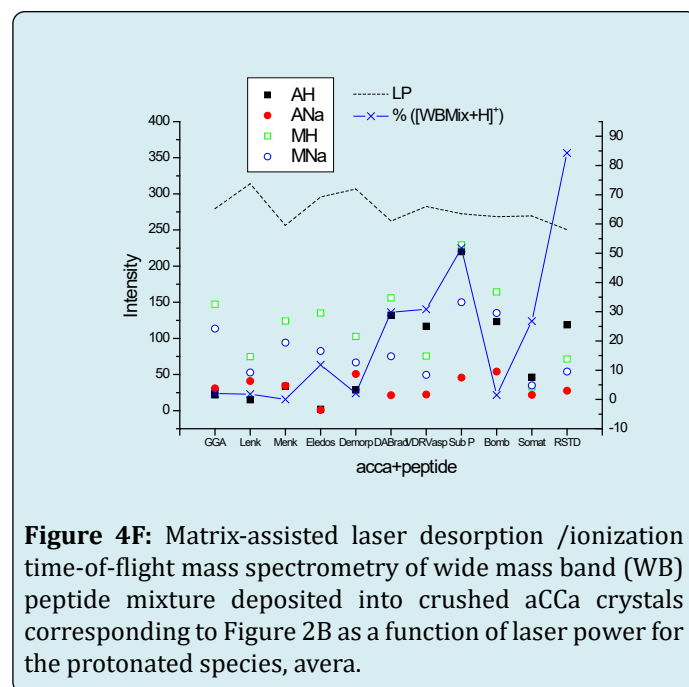 AH
ANa
MH
MNa
LP
% ([WBMix+H]⁺)
400
350
300
250
200
150
100
50
0
Intensity
90
80
70
60
50
40
30
20
10
0
-10
GGA Lenk Menk Eledos Demorp DABrad VDRVasp Sub P Bomb Somat RSTD
acca+peptide
Figure 4F: Matrix-assisted laser desorption /ionization
time-of-flight mass spectrometry of wide mass band (WB)
peptide mixture deposited into crushed aCCa crystals
corresponding to Figure 2B as a function of laser power for
the protonated species, avera.